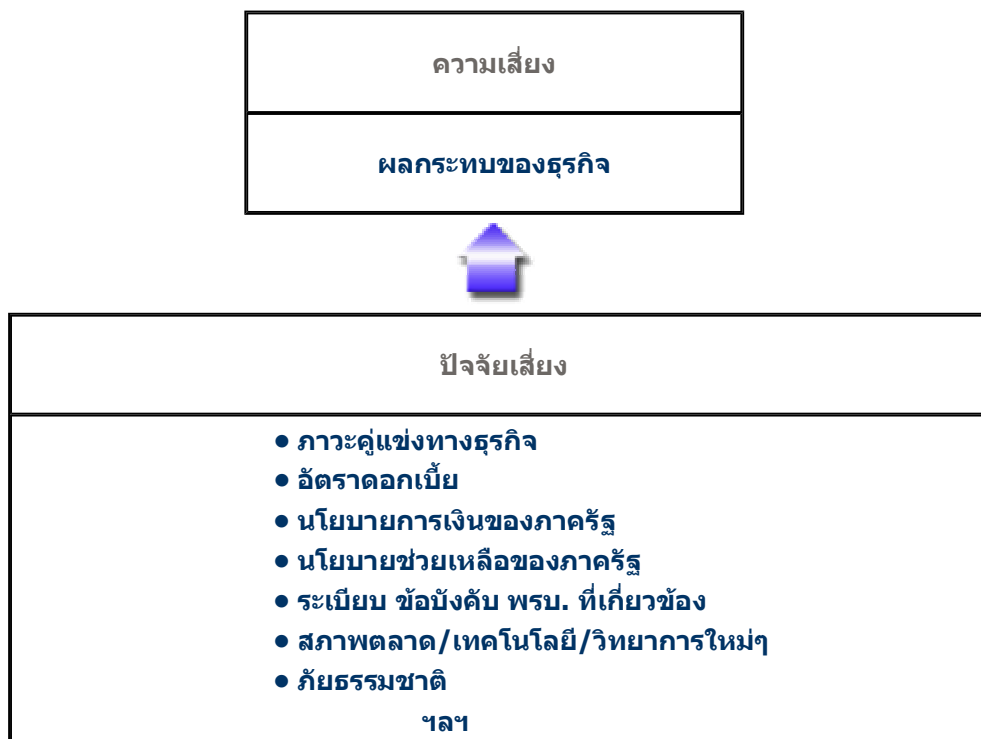 ความเสี่ยง
ผลกระทบของธุรกิจ
ปัจจัยเสี่ยง
● ภาวะคู่แข่งทางธุรกิจ
● อัตราดอกเบี้ย
● นโยบายการเงินของภาครัฐ
● นโยบายช่วยเหลือของภาครัฐ
● ระเบียบ ข้อบังคับ พรบ. ที่เกี่ยวข้อง
● สภาพตลาด/เทคโนโลยี/วิทยาการใหม่ๆ
● ภัยธรรมชาติ
ฯลฯ